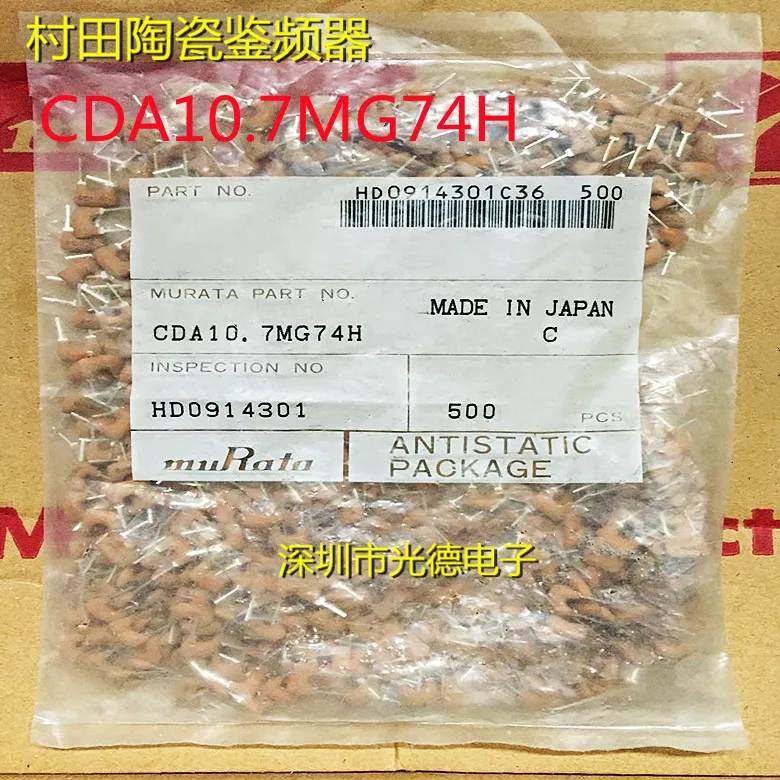 村田陶瓷鉴频器
CDA10.7MG74H
PART NO.
HD0914301C36 500
MURATA PART NO.
MADE IN JAPAN
CDA10.7MG74H
C
INSPECTION NO
HD0914301
500 PCS
muRata
ANTISTATIC
PACKAGE
深圳市光德电子